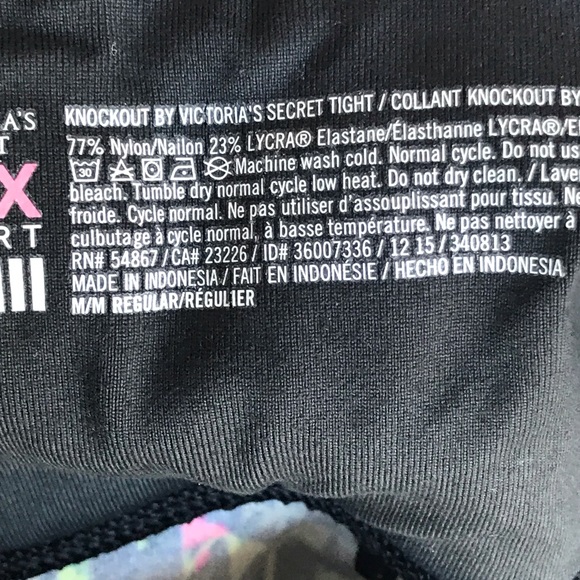 A'S
T
X
RT
KNOCKOUT BY VICTORIA'S SECRET TIGHT / COLLANT KNOCKOUT BY
77% Nylon/Nailon 23% LYCRA® Elastane/Élasthanne LYCRA®/E
30 Machine wash cold. Normal cycle. Do not us
bleach. Tumble dry normal cycle low heat. Do not dry clean. / Lave
froide. Cycle normal. Ne pas utiliser d'assouplissant pour tissu. Ne
culbutage à cycle normal, à basse température. Ne pas nettoyer à
RN# 54867 / CA# 23226 / ID# 36007336 / 12 15 / 340813
MADE IN INDONESIA / FAIT EN INDONÉSIE / HECHO EN INDONESIA
M/M REGULAR/RÉGULIER